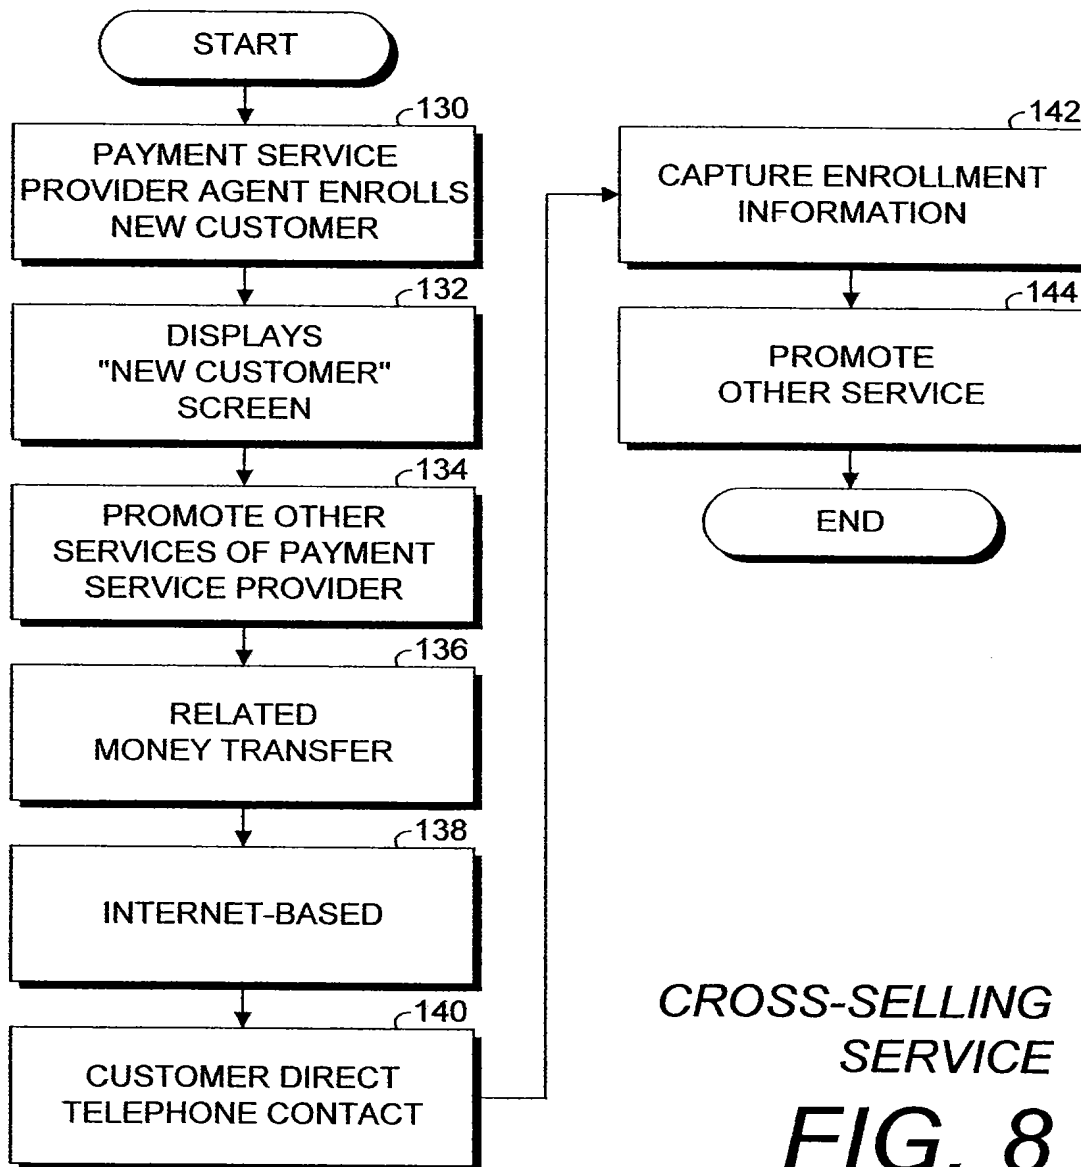 START
130
PAYMENT SERVICE
PROVIDER AGENT ENROLLS
NEW CUSTOMER
132
DISPLAYS
"NEW CUSTOMER"
SCREEN
134
PROMOTE OTHER
SERVICES OF PAYMENT
SERVICE PROVIDER
136
RELATED
MONEY TRANSFER
138
INTERNET-BASED
140
CUSTOMER DIRECT
TELEPHONE CONTACT
142
CAPTURE ENROLLMENT
INFORMATION
144
PROMOTE
OTHER SERVICE
END
CROSS-SELLING
SERVICE
FIG. 8